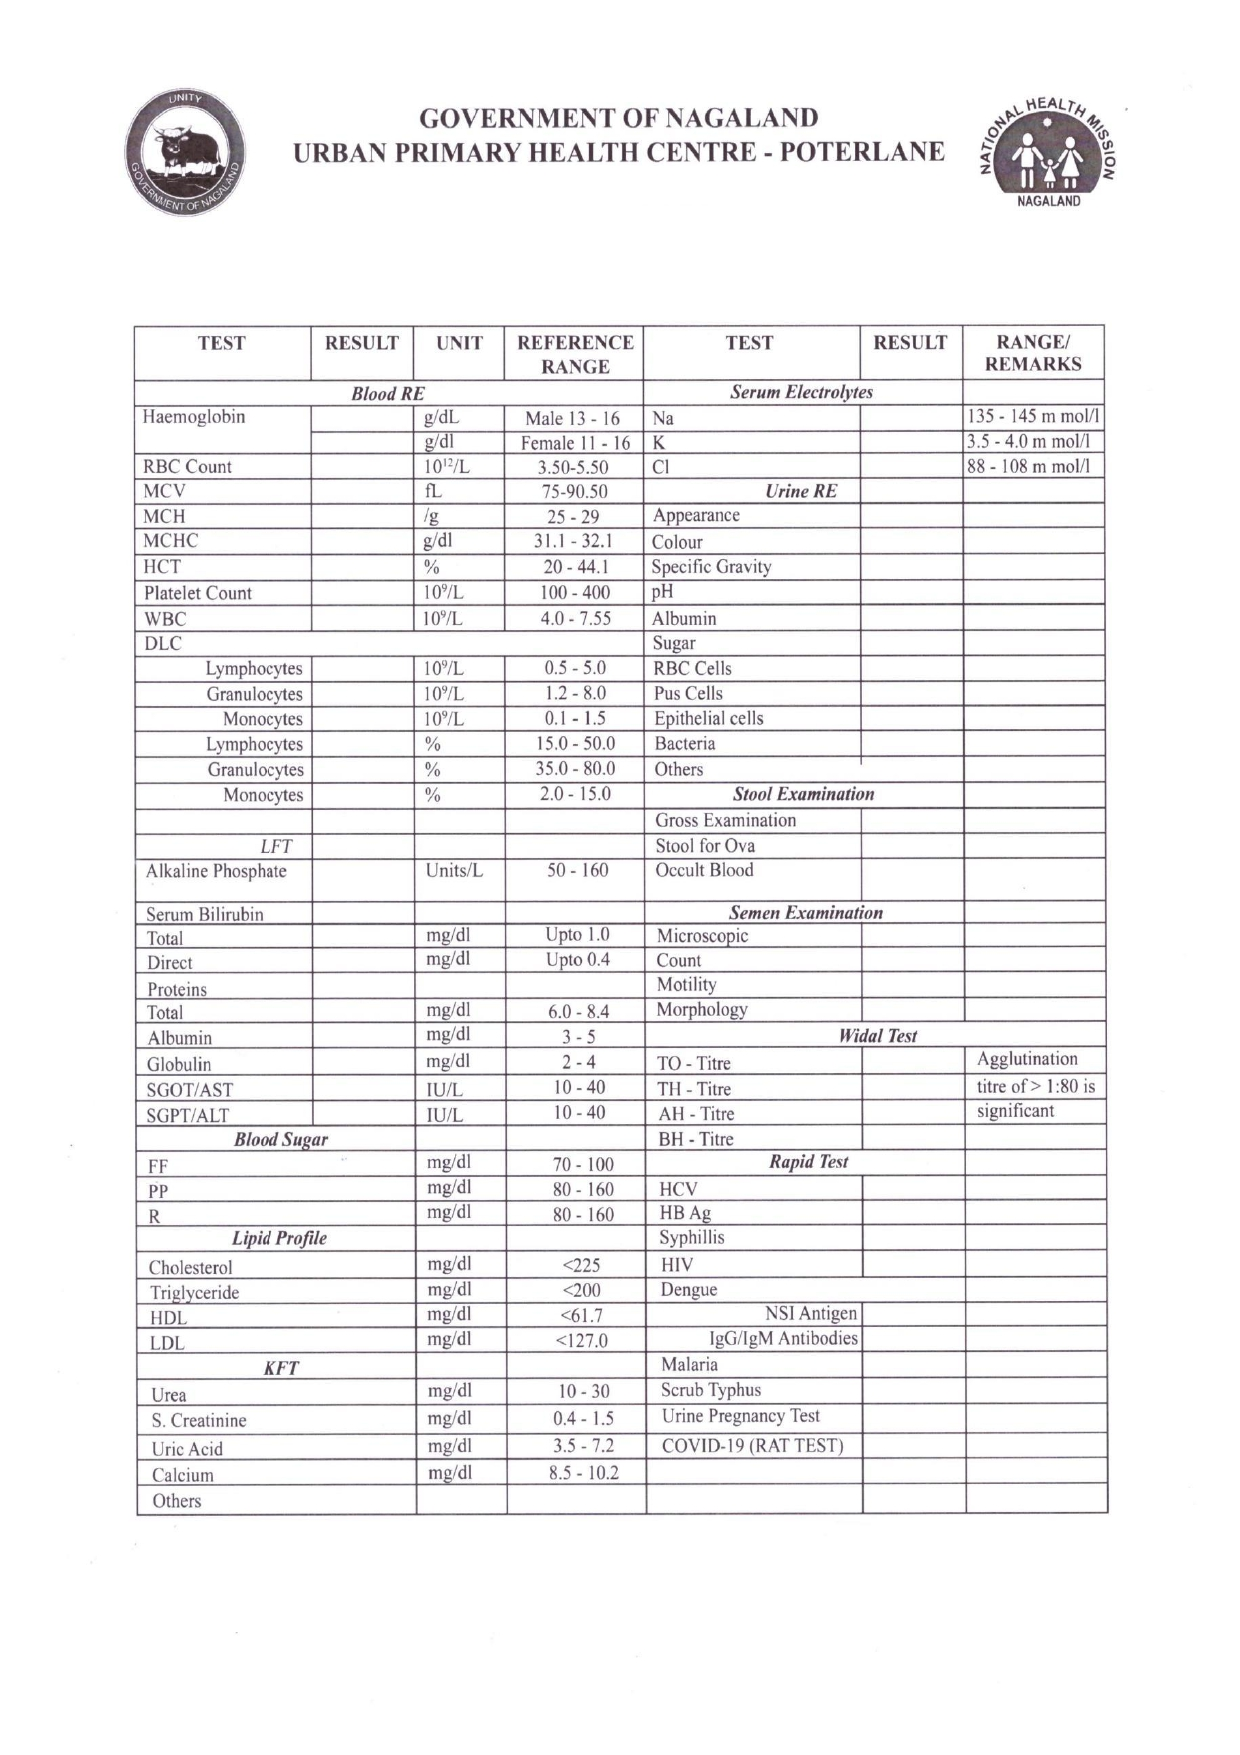 UNITY
GOVERNMENT OF NAGALAND
GOVERNMENT OF NAGALAND
URBAN PRIMARY HEALTH CENTRE - POTERLANE
NATIONAL HEALTH MISSION
NAGALAND
TEST RESULT UNIT REFERENCE RANGE TEST RESULT RANGE/ REMARKS
Blood RE Serum Electrolytes
Haemoglobin g/dL Male 13 - 16 Na 135 - 145 m mol/l
g/dl Female 11 - 16 K 3.5 - 4.0 m mol/l
RBC Count 10¹²/L 3.50-5.50 Cl 88 - 108 m mol/l
MCV fL 75-90.50 Urine RE
MCH /g 25 - 29 Appearance
MCHC g/dl 31.1 - 32.1 Colour
HCT % 20 - 44.1 Specific Gravity
Platelet Count 10⁹/L 100 - 400 pH
WBC 10⁹/L 4.0 - 7.55 Albumin
DLC Sugar
Lymphocytes 10⁹/L 0.5 - 5.0 RBC Cells
Granulocytes 10⁹/L 1.2 - 8.0 Pus Cells
Monocytes 10⁹/L 0.1 - 1.5 Epithelial cells
Lymphocytes % 15.0 - 50.0 Bacteria
Granulocytes % 35.0 - 80.0 Others
Monocytes % 2.0 - 15.0 Stool Examination
Gross Examination
LFT Stool for Ova
Alkaline Phosphate Units/L 50 - 160 Occult Blood
Serum Bilirubin Semen Examination
Total mg/dl Upto 1.0 Microscopic
Direct mg/dl Upto 0.4 Count
Proteins Motility
Total mg/dl 6.0 - 8.4 Morphology
Albumin mg/dl 3 - 5 Widal Test
Globulin mg/dl 2 - 4 TO - Titre Agglutination
SGOT/AST IU/L 10 - 40 TH - Titre titre of > 1:80 is
SGPT/ALT IU/L 10 - 40 AH - Titre significant
Blood Sugar BH - Titre
FF mg/dl 70 - 100 Rapid Test
PP mg/dl 80 - 160 HCV
R mg/dl 80 - 160 HB Ag
Lipid Profile Syphillis
Cholesterol mg/dl <225 HIV
Triglyceride mg/dl <200 Dengue
HDL mg/dl <61.7 NSI Antigen
LDL mg/dl <127.0 IgG/IgM Antibodies
KFT Malaria
Urea mg/dl 10 - 30 Scrub Typhus
S. Creatinine mg/dl 0.4 - 1.5 Urine Pregnancy Test
Uric Acid mg/dl 3.5 - 7.2 COVID-19 (RAT TEST)
Calcium mg/dl 8.5 - 10.2
Others